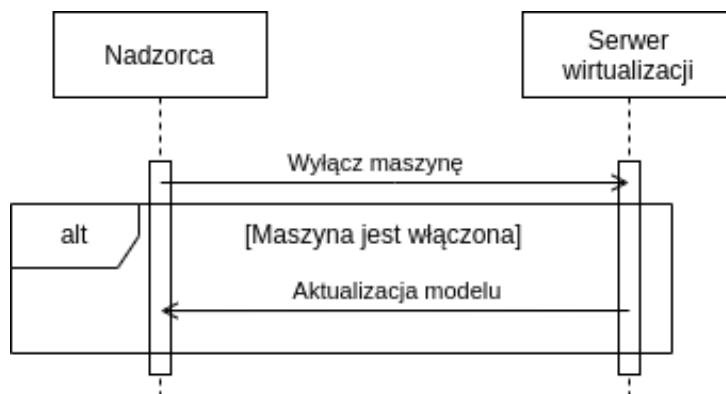 Nadzorca
Serwer
wirtualizacji
Wyłącz maszynę
alt
[Maszyna jest włączona]
Aktualizacja modelu